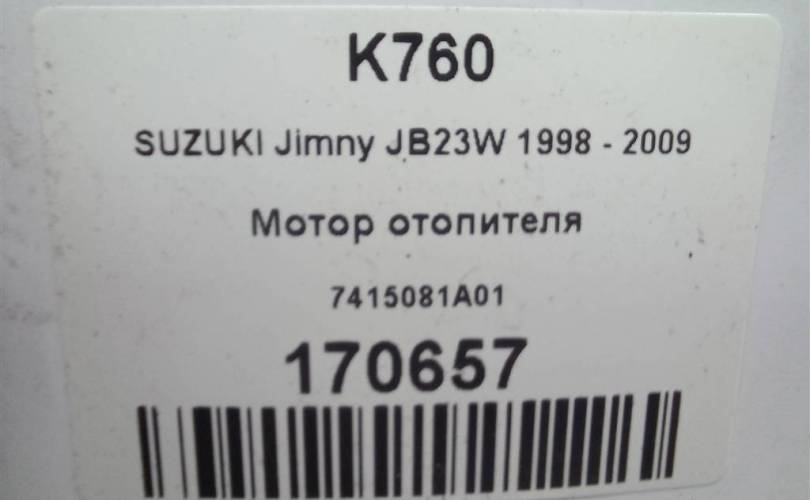 K760
SUZUKI Jimny JB23W 1998 - 2009
Мотор отопителя
7415081A01
170657